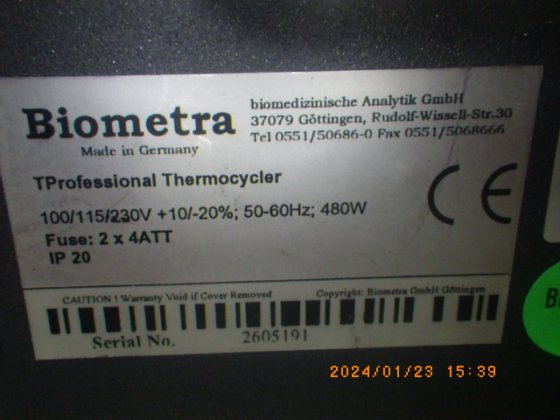 Biometra
Made in Germany
biomedizinische Analytik GmbH
37079 Göttingen, Rudolf-Wissell-Str.30
Tel 0551/50686-0 Fax 0551/5068666
TProfessional Thermocycler
100/115/230V +10/-20%; 50-60Hz; 480W
Fuse: 2 x 4ATT
IP 20
CE
CAUTION ! Warranty Void if Cover Removed
Copyright: Biometra GmbH Göttingen
Serial No. 2605191
B
2024/01/23 15:39